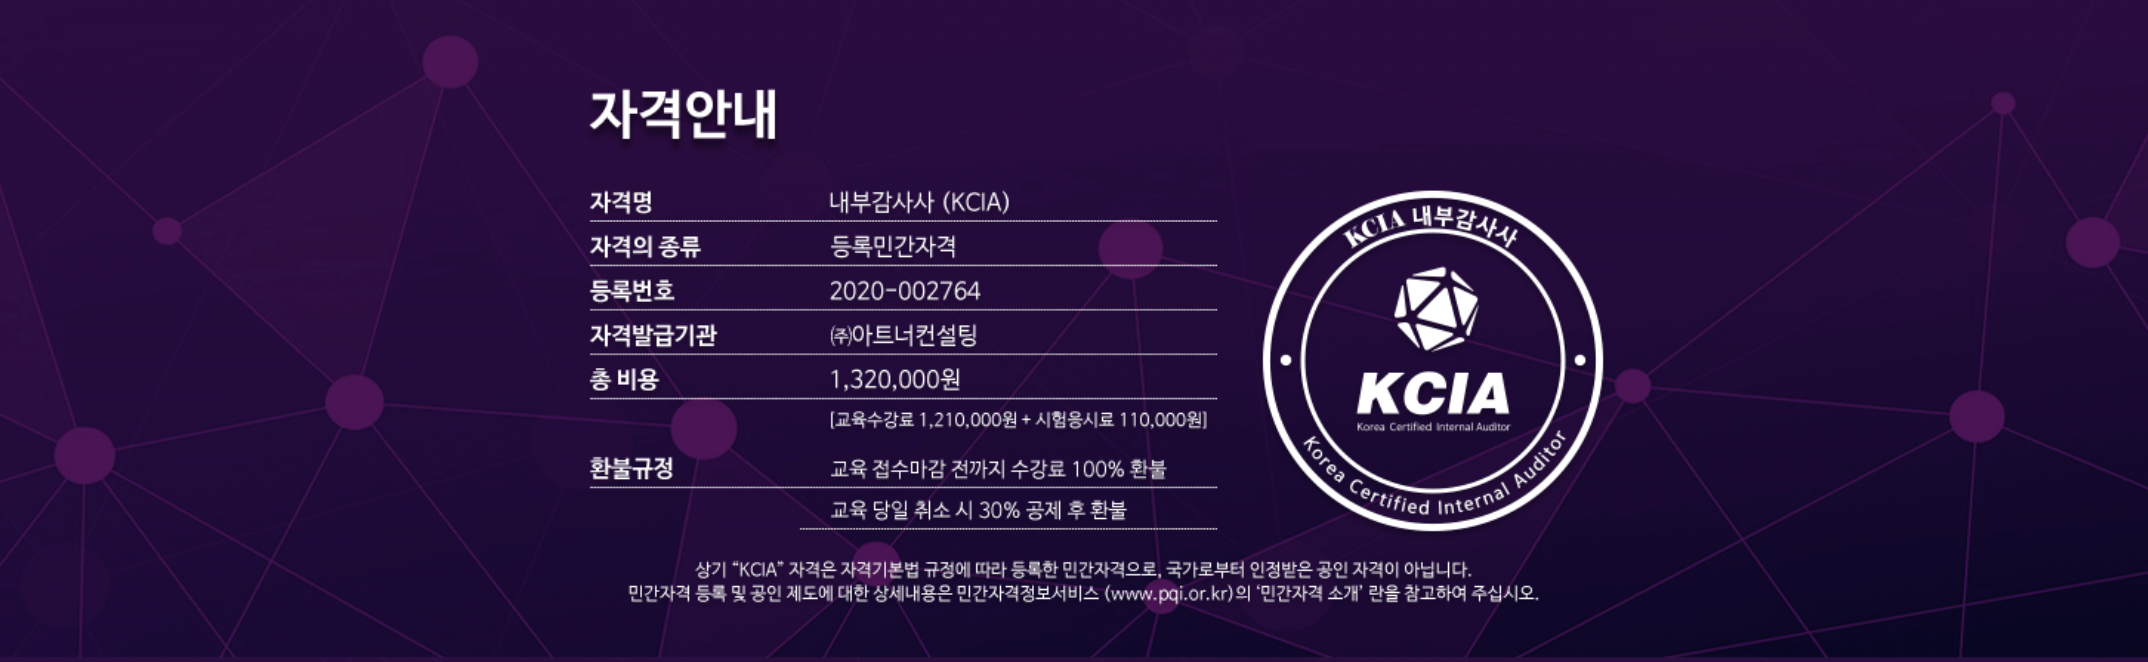 자격안내
자격명 내부감사사 (KCIA)
자격의 종류 등록민간자격
등록번호 2020-002764
자격발급기관 ㈜아트너컨설팅
총 비용 1,320,000원
[교육수강료 1,210,000원 + 시험응시료 110,000원]
환불규정 교육 접수마감 전까지 수강료 100% 환불
교육 당일 취소 시 30% 공제 후 환불
KCIA 내부감사사
KCIA
Korea Certified Internal Auditor
Korea Certified Internal Auditor
상기 “KCIA” 자격은 자격기본법 규정에 따라 등록한 민간자격으로, 국가로부터 인정받은 공인 자격이 아닙니다.
민간자격 등록 및 공인 제도에 대한 상세내용은 민간자격정보서비스 (www.pqi.or.kr)의 ‘민간자격 소개’ 란을 참고하여 주십시오.